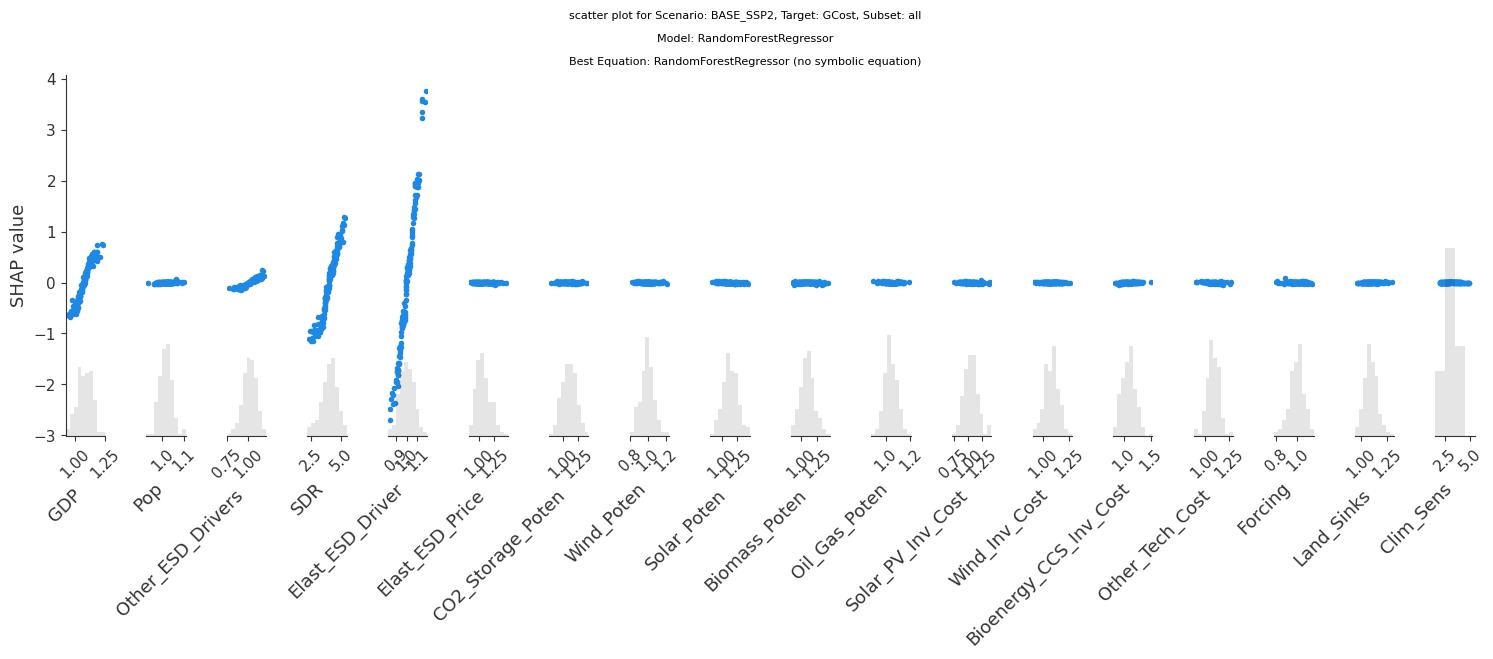 scatter plot for Scenario: BASE_SSP2, Target: GCost, Subset: all
Model: RandomForestRegressor
Best Equation: RandomForestRegressor (no symbolic equation)
SHAP value
4
3
2
1
0
−1
−2
−3
1.00 1.25
1.0 1.1
0.75 1.00
2.5 5.0
0.9 1.0 1.1
1.00 1.25
1.00 1.25
0.8 1.0 1.2
1.00 1.25
1.00 1.25
1.0 1.2
0.75 1.00 1.25
1.00 1.25
1.0 1.5
1.00 1.25
0.8 1.0
1.00 1.25
2.5 5.0
GDP
Pop
Other_ESD_Drivers
SDR
Elast_ESD_Driver
Elast_ESD_Price
CO2_Storage_Poten
Wind_Poten
Solar_Poten
Biomass_Poten
Oil_Gas_Poten
Solar_PV_Inv_Cost
Wind_Inv_Cost
Bioenergy_CCS_Inv_Cost
Other_Tech_Cost
Forcing
Land_Sinks
Clim_Sens